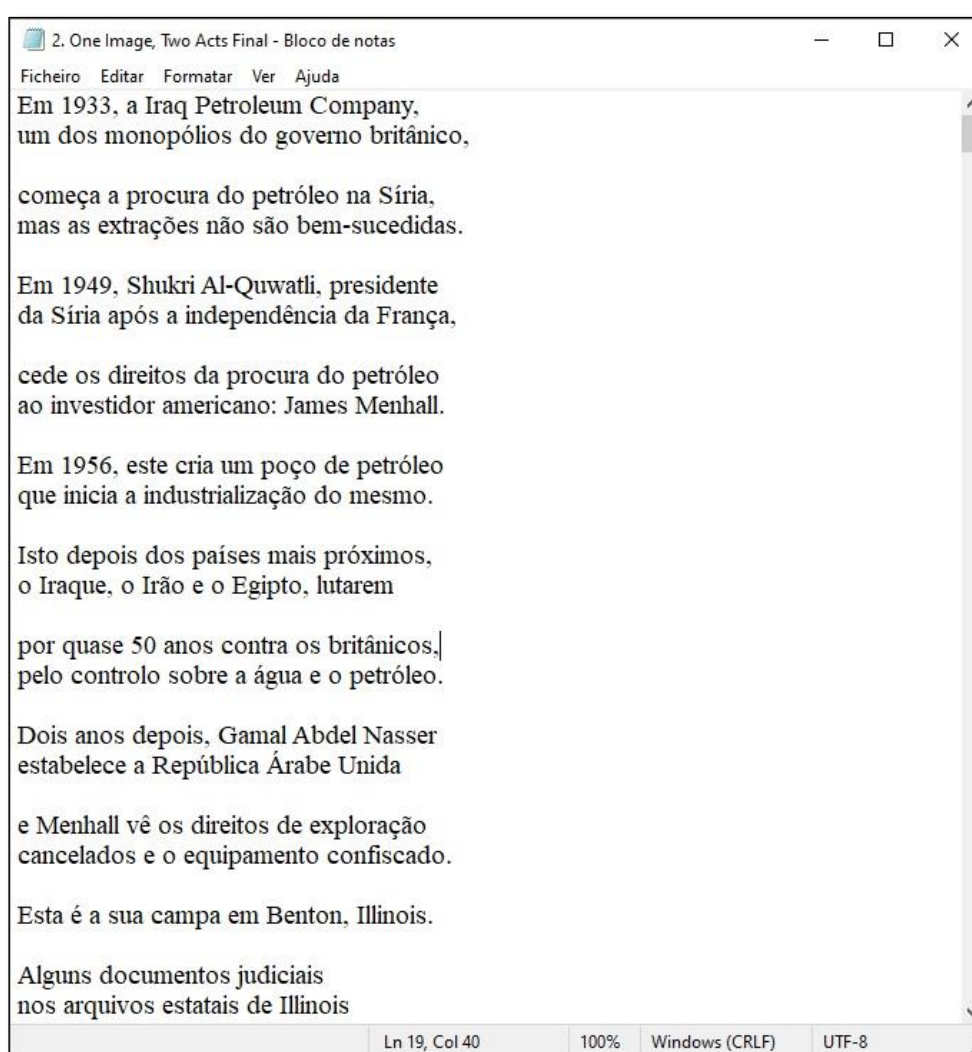 2. One Image, Two Acts Final - Bloco de notas
Ficheiro Editar Formatar Ver Ajuda
Em 1933, a Iraq Petroleum Company,
um dos monopólios do governo britânico,
começa a procura do petróleo na Síria,
mas as extrações não são bem-sucedidas.
Em 1949, Shukri Al-Quwatli, presidente
da Síria após a independência da França,
cede os direitos da procura do petróleo
ao investidor americano: James Menhall.
Em 1956, este cria um poço de petróleo
que inicia a industrialização do mesmo.
Isto depois dos países mais próximos,
o Iraque, o Irão e o Egipto, lutarem
por quase 50 anos contra os britânicos,
pelo controlo sobre a água e o petróleo.
Dois anos depois, Gamal Abdel Nasser
estabelece a República Árabe Unida
e Menhall vê os direitos de exploração
cancelados e o equipamento confiscado.
Esta é a sua campa em Benton, Illinois.
Alguns documentos judiciais
nos arquivos estatais de Illinois
Ln 19, Col 40 100% Windows (CRLF) UTF-8